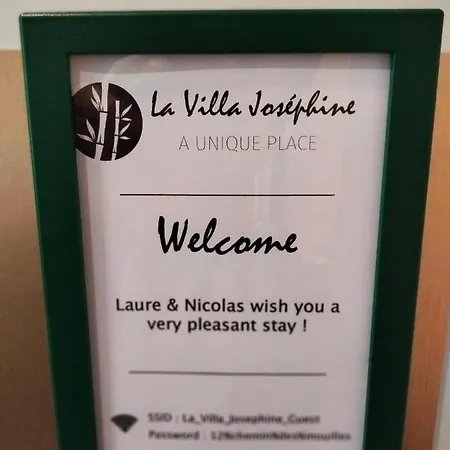 La Villa Joséphine
A UNIQUE PLACE
Welcome
Laure & Nicolas wish you a
very pleasant stay !
SSID : La_Villa_Josephine_Guest
Password :